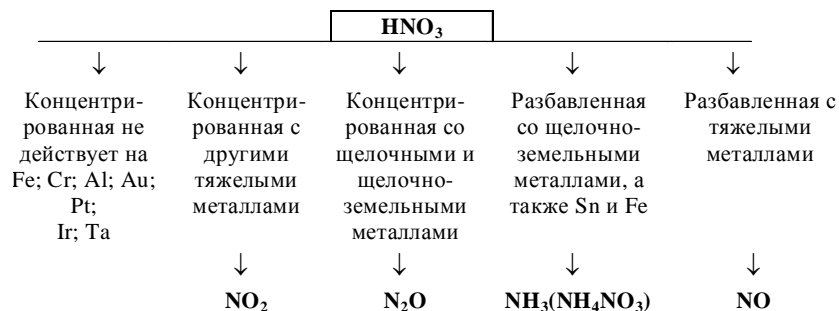 HNO₃
↓ ↓ ↓ ↓ ↓
Концентри-
рованная не
действует на
Fe; Cr; Al; Au;
Pt;
Ir; Ta
Концентри-
рованная с
другими
тяжелыми
металлами
Концентри-
рованная со
щелочными и
щелочно-
земельными
металлами
Разбавленная
со щелочно-
земельными
металлами, а
также Sn и Fe
Разбавленная с
тяжелыми
металлами
↓ ↓ ↓ ↓
NO₂ N₂O NH₃(NH₄NO₃) NO